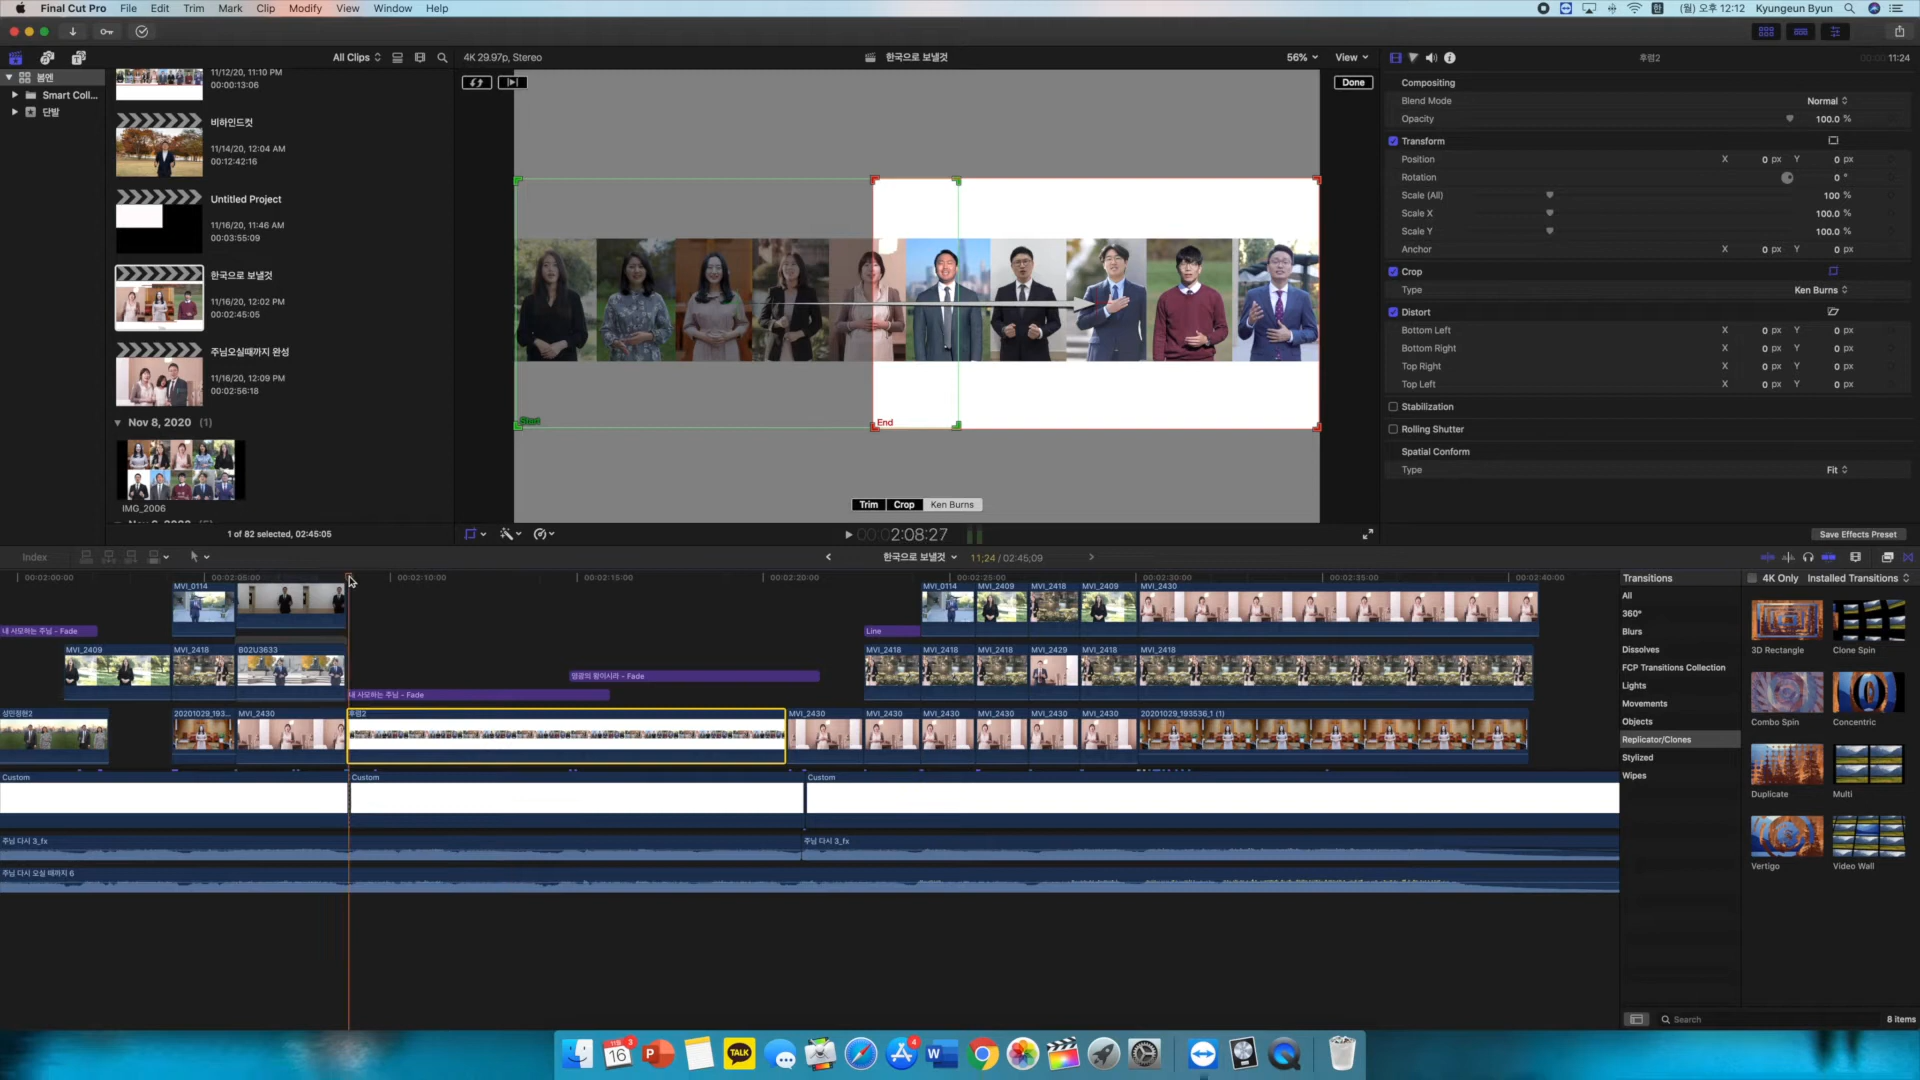 Final Cut Pro File Edit Trim Mark Clip Modify View Window Help
(월) 오후 12:12 Kyungeun Byun
All Clips
4K 29.97p, Stereo
한국으로 보낼것
56% View
후렴2
11:24
봄엔
Smart Coll...
단발
11/12/20, 11:10 PM
00:00:13:06
비하인드컷
11/14/20, 12:04 AM
00:12:42:16
Untitled Project
11/16/20, 11:46 AM
00:03:55:09
한국으로 보낼것
11/16/20, 12:02 PM
00:02:45:05
주님오실때까지 완성
11/16/20, 12:09 PM
00:02:56:18
Nov 8, 2020 (1)
IMG_2006
1 of 82 selected, 02:45:05
Done
Start
End
Trim Crop Ken Burns
00:00:2:08:27
Compositing
Blend Mode Normal
Opacity 100.0 %
Transform
Position X 0 px Y 0 px
Rotation 0 °
Scale (All) 100 %
Scale X 100.0 %
Scale Y 100.0 %
Anchor X 0 px Y 0 px
Crop
Type Ken Burns
Distort
Bottom Left X 0 px Y 0 px
Bottom Right X 0 px Y 0 px
Top Right X 0 px Y 0 px
Top Left X 0 px Y 0 px
Stabilization
Rolling Shutter
Spatial Conform
Type Fit
Save Effects Preset
Index
한국으로 보낼것 11;24 / 02:45;09
00:02:00:00 00:02:05:00 00:02:10:00 00:02:15:00 00:02:20:00 00:02:25:00 00:02:30:00 00:02:35:00 00:02:40:00
MVI_0114 MVI_0114 MVI_2409 MVI_2418 MVI_2409 MVI_2430
내 사모하는 주님 - Fade Line
MVI_2409 MVI_2418 B02U3633 MVI_2418 MVI_2418 MVI_2418 MVI_2429 MVI_2418 MVI_2418
영광의 왕이시라 - Fade
내 사모하는 주님 - Fade
성민정현2 20201029_193... MVI_2430 후렴2 MVI_2430 MVI_2430 MVI_2430 MVI_2430 MVI_2430 20201029_193536_1 (1)
Custom Custom Custom
주님 다시 3_fx 주님 다시 3_fx
주님 다시 오실 때까지 6
Transitions
4K Only Installed Transitions
All
360°
Blurs
Dissolves
FCP Transitions Collection
Lights
Movements
Objects
Replicator/Clones
Stylized
Wipes
3D Rectangle Clone Spin
Combo Spin Concentric
Duplicate Multi
Vertigo Video Wall
Search
8 items
11월 3
16
P
TALK
4
W